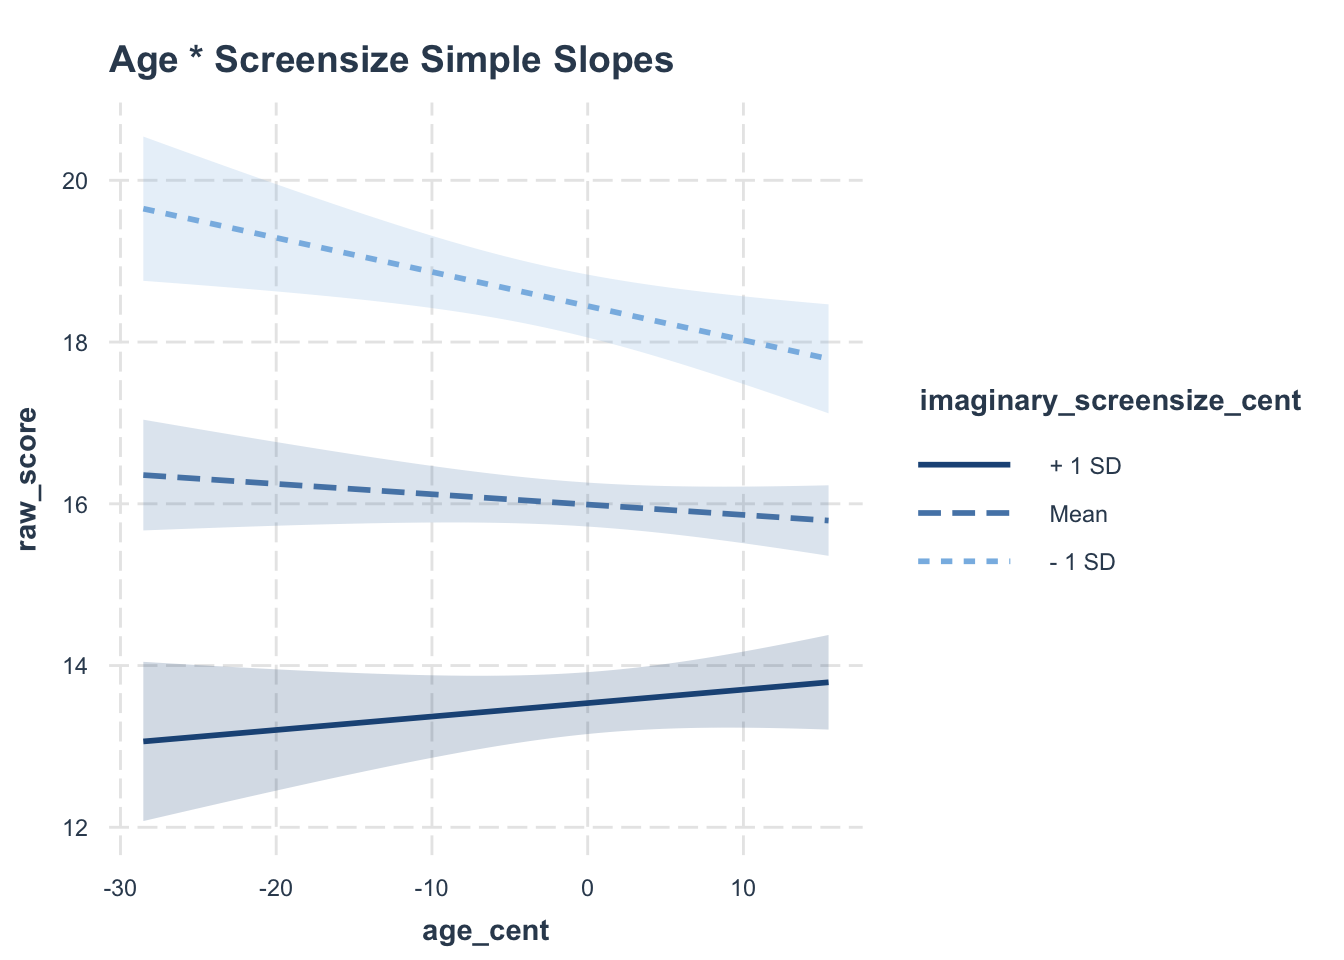 Age * Screensize Simple Slopes
20
18
16
14
12
raw_score
-30 -20 -10 0 10
age_cent
imaginary_screensize_cent
+ 1 SD
Mean
- 1 SD